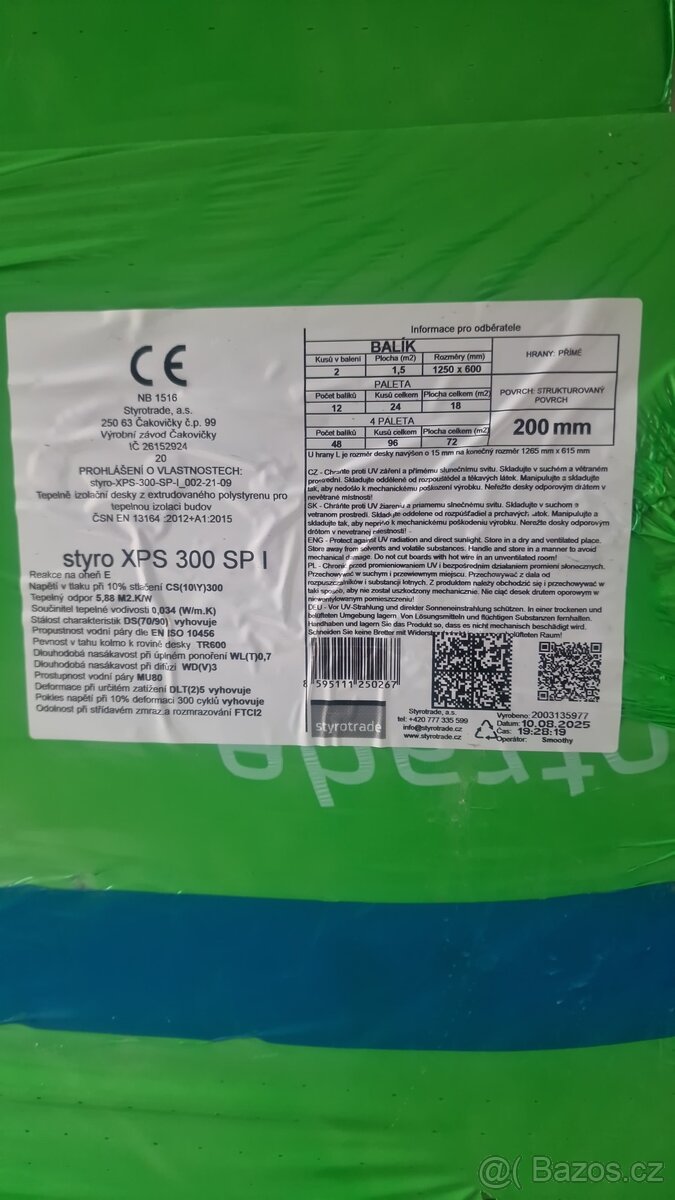 CE
NB 1516
Styrotrade, a.s.
250 63 Čakovičky č.p. 99
Výrobní závod Čakovičky
IČ 26152924
20
PROHLÁŠENÍ O VLASTNOSTECH:
styro-XPS-300-SP-I_002-21-09
Tepelně izolační desky z extrudovaného polystyrenu pro
tepelnou izolaci budov
ČSN EN 13164 :2012+A1:2015
styro XPS 300 SP I
Reakce na oheň E
Napětí v tlaku při 10% stlačení CS(10\Y)300
Tepelný odpor 5,88 M2.K/W
Součinitel tepelné vodivosti 0,034 (W/m.K)
Stálost charakteristik DS(70/90) vyhovuje
Propustnost vodní páry dle EN ISO 10456
Pevnost v tahu kolmo k rovině desky TR600
Dlouhodobá nasákavost při úplném ponoření WL(T)0,7
Dlouhodobá nasákavost při difúzi WD(V)3
Prostupnost vodní páry MU80
Deformace při určitém zatížení DLT(2)5 vyhovuje
Pokles napětí při 10% deformaci 300 cyklů vyhovuje
Odolnost při střídavém zmraz.a rozmrazování FTCI2
Informace pro odběratele
BALÍK
Kusů v balení Plocha (m2) Rozměry (mm)
2 1,5 1250 x 600
PALETA
Počet balíků Kusů celkem Plocha celkem (m2)
12 24 18
4 PALETA
Počet balíků Kusů celkem Plocha celkem (m2)
48 96 72
HRANY: PŘÍMÉ
POVRCH: STRUKTUROVANÝ
POVRCH
200 mm
U hrany L je rozměr desky navýšen o 15 mm na konečný rozměr 1265 mm x 615 mm
CZ - Chraňte proti UV záření a přímému slunečnímu svitu. Skladujte v suchém a větraném
prostředí. Skladujte odděleně od rozpouštědel a těkavých látek. Manipulujte a skladujte
tak, aby nedošlo k mechanickému poškození výrobku. Neřežte desky odporovým drátem v
nevětrané místnosti!
SK - Chráňte proti UV žiareniu a priamemu slnečnému svitu. Skladujte v suchom a
vetranom prostredí. Skladujte oddelene od rozpúšťadiel a prchavých látok. Manipulujte a
skladujte tak, aby neprišlo k mechanickému poškodeniu výrobku. Nerežte desky odporovým
drôtom v nevetranej miestnosti!
ENG - Protect against UV radiation and direct sunlight. Store in a dry and ventilated place.
Store away from solvents and volatile substances. Handle and store in a manner to avoid
mechanical damage. Do not cut boards with hot wire in an unventilated room!
PL - Chronić przed promieniowaniem UV i bezpośrednim działaniem promieni słonecznych.
Przechowywać w suchym i przewiewnym miejscu. Przechowywać z dala od
rozpuszczalników i substancji lotnych. Z produktem należy obchodzić się i przechowywać w
taki sposób, aby nie został uszkodzony mechanicznie. Nie ciąć desek drutem oporowym w
niewentylowanym pomieszczeniu!
DEU - Vor UV-Strahlung und direkter Sonneneinstrahlung schützen. In einer trockenen und
belüfteten Umgebung lagern. Von Lösungsmitteln und flüchtigen Substanzen fernhalten.
Handhaben und lagern Sie das Produkt so, dass es nicht mechanisch beschädigt wird.
Schneiden Sie keine Bretter mit belüfteten Raum!
8 595111 250267
styrotrade
Styrotrade, a.s.
tel: +420 777 335 599
info@styrotrade.cz
www.styrotrade.cz
Vyrobeno: 2003135977
Datum: 10.08.2025
Čas: 19:28:19
Operátor: Smoothy
@( Bazos.cz